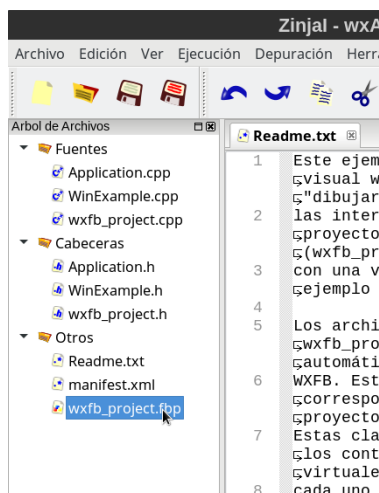 ZinjaI - wxA
Archivo Edición Ver Ejecución Depuración Herr
Arbol de Archivos
Fuentes
Application.cpp
WinExample.cpp
wxfb_project.cpp
Cabeceras
Application.h
WinExample.h
wxfb_project.h
Otros
Readme.txt
manifest.xml
wxfb_project.fbp
Readme.txt
1 Este ejem
visual w
"dibujar
2 las inter
proyecto
(wxfb_pr
3 con una v
ejemplo
4
5 Los archi
wxfb_pro
automáti
6 WXFB. Est
correspo
proyecto
7 Estas cla
los cont
virtuale
8 cada uno